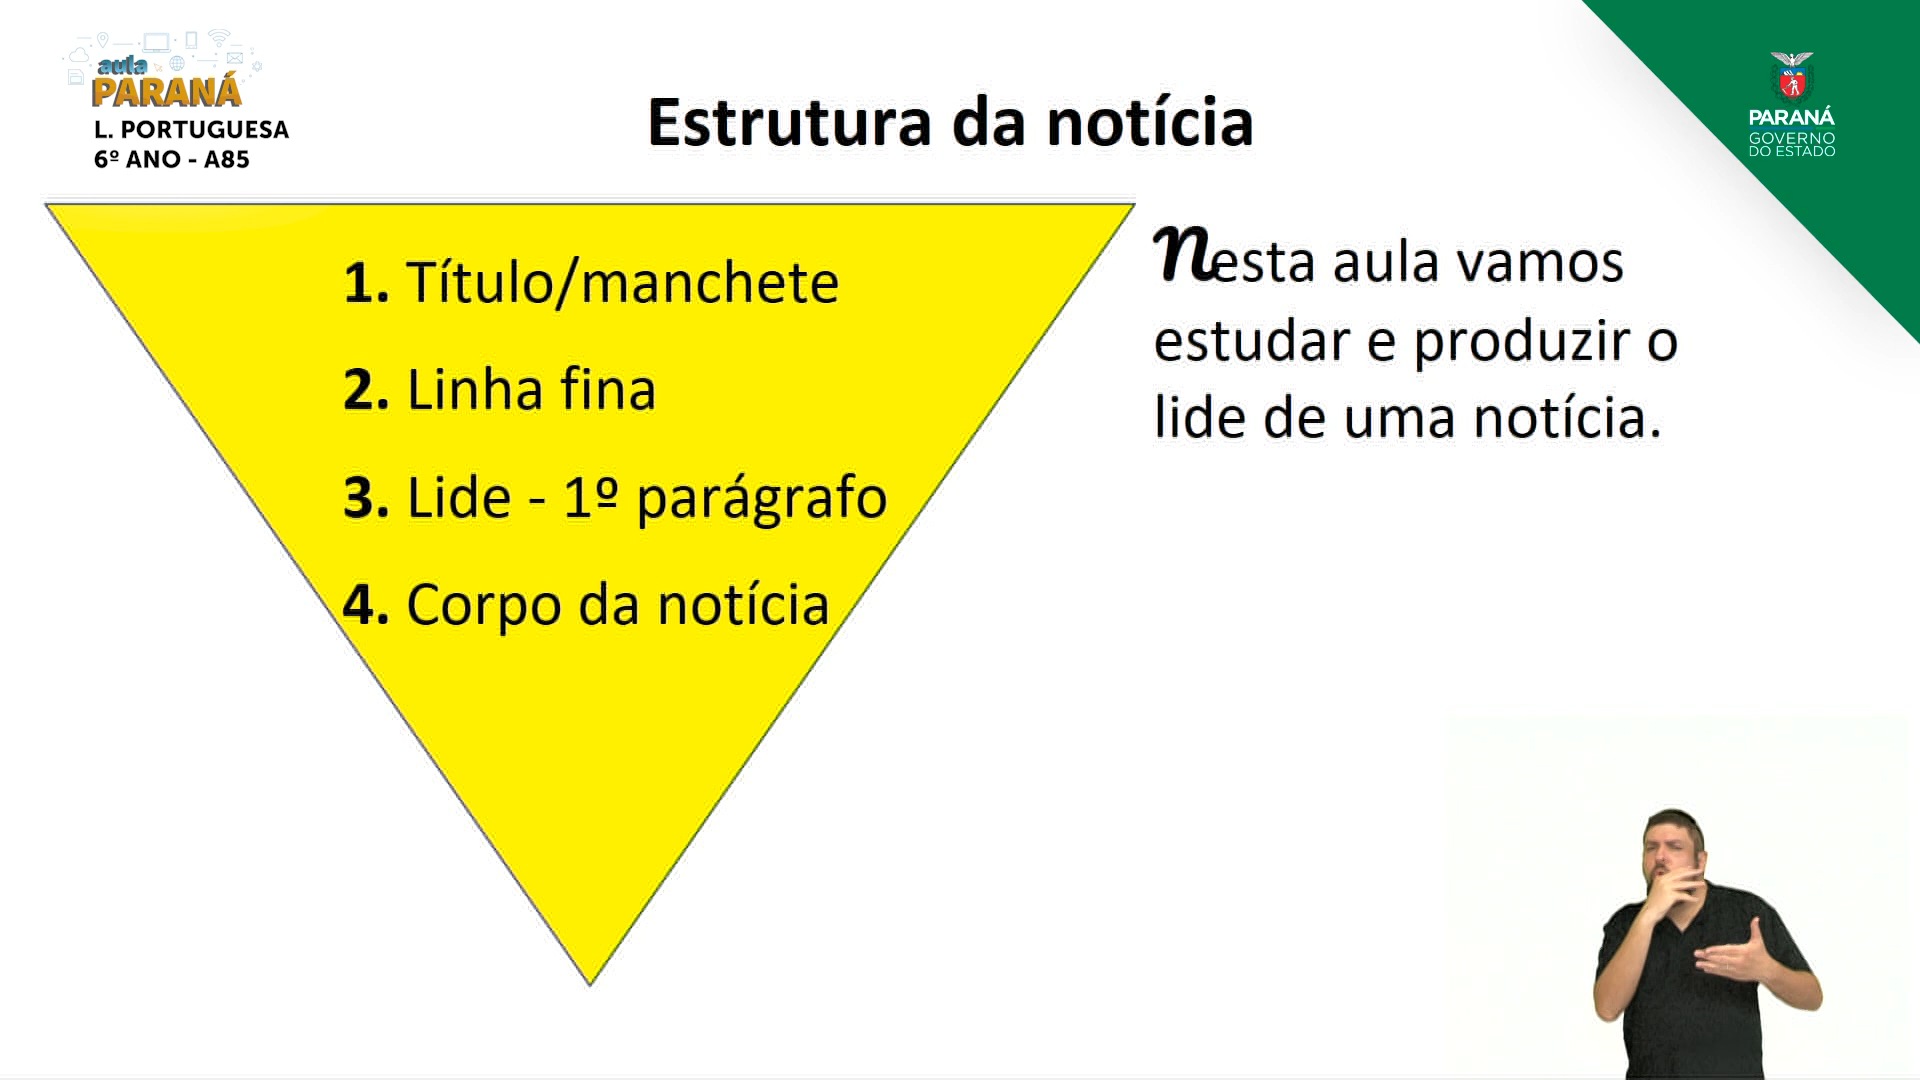 aula
PARANÁ
L. PORTUGUESA
6º ANO - A85
Estrutura da notícia
PARANÁ
GOVERNO
DO ESTADO
1. Título/manchete
2. Linha fina
3. Lide - 1º parágrafo
4. Corpo da notícia
Nesta aula vamos
estudar e produzir o
lide de uma notícia.